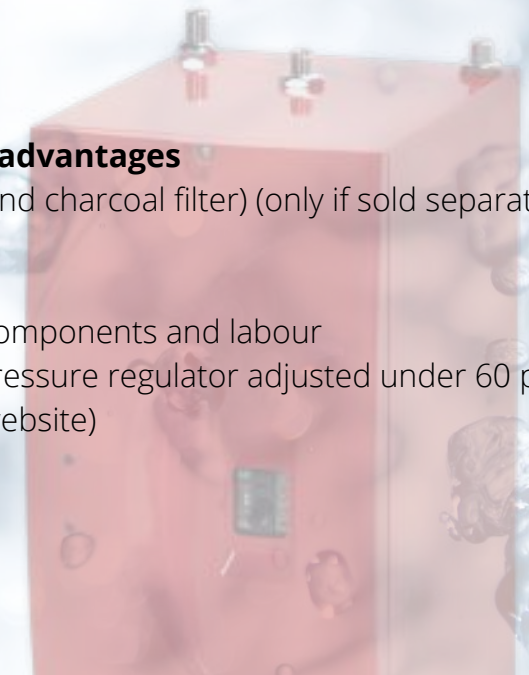 advantages
nd charcoal filter) (only if sold separat
omponents and labour
ressure regulator adjusted under 60 p
ebsite)